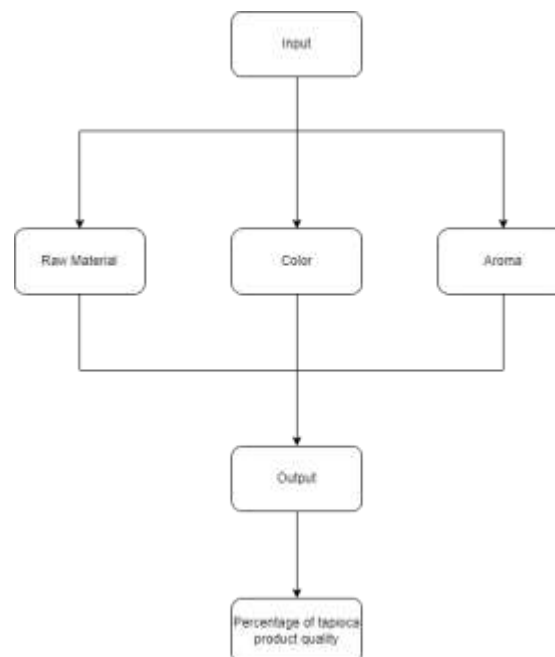 Input
Raw Material
Color
Aroma
Output
Percentage of tapioca
product quality